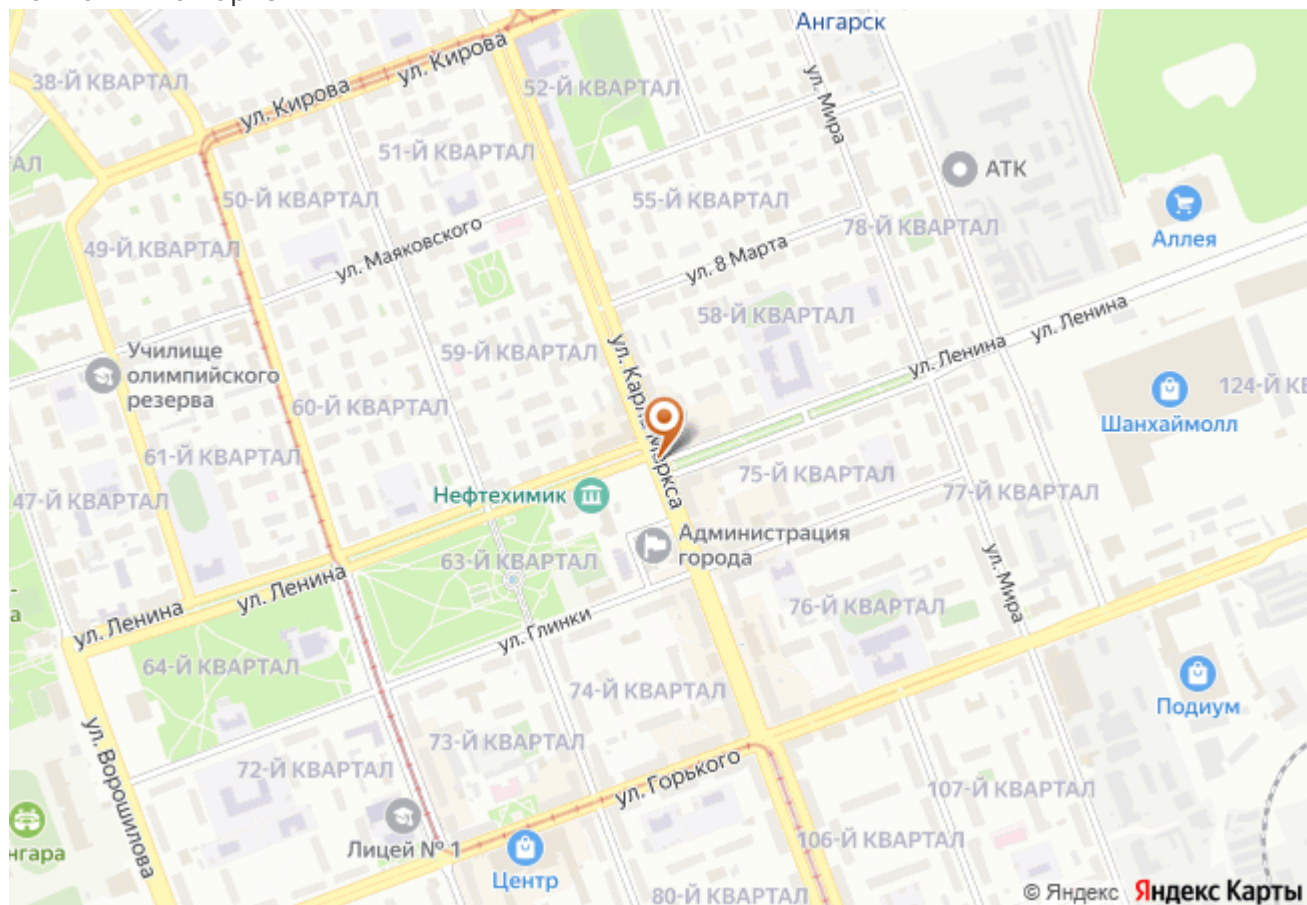 Ангарск
ул. Кирова
ул. Кирова
38-Й КВАРТАЛ
52-Й КВАРТАЛ
ул. Мира
51-Й КВАРТАЛ
АТК
50-Й КВАРТАЛ
55-Й КВАРТАЛ
78-Й КВАРТАЛ
Аллея
49-Й КВАРТАЛ
ул. Маяковского
ул. 8 Марта
58-Й КВАРТАЛ
ул. Ленина
ул. Ленина
Училище
олимпийского
резерва
59-Й КВАРТАЛ
ул. Карла Маркса
60-Й КВАРТАЛ
124-Й КВ
Шанхаймолл
61-Й КВАРТАЛ
75-Й КВАРТАЛ
47-Й КВАРТАЛ
Нефтехимик
77-Й КВАРТАЛ
Администрация
города
63-Й КВАРТАЛ
ул. Мира
ул. Ленина
ул. Ленина
76-Й КВАРТАЛ
ул. Глинки
64-Й КВАРТАЛ
74-Й КВАРТАЛ
Подиум
73-Й КВАРТАЛ
ул. Ворошилова
72-Й КВАРТАЛ
ул. Горького
107-Й КВАРТАЛ
нгара
Лицей № 1
106-Й КВАРТАЛ
Центр
80-Й КВАРТАЛ
© Яндекс Яндекс Карты